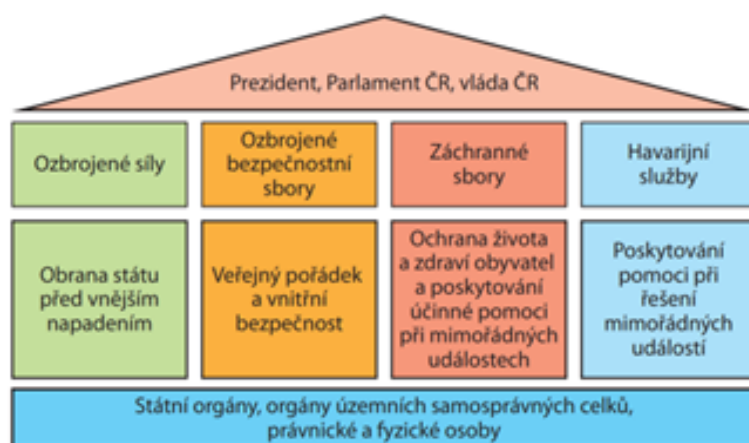 Prezident, Parlament ČR, vláda ČR
Ozbrojené síly
Ozbrojené
bezpečnostní
sbory
Záchranné
sbory
Havarijní
služby
Obrana státu
před vnějším
napadením
Veřejný pořádek
a vnitřní
bezpečnost
Ochrana života
a zdraví obyvatel
a poskytování
účinné pomoci
při mimořádných
událostech
Poskytování
pomoci při
řešení
mimořádných
událostí
Státní orgány, orgány územních samosprávných celků,
právnické a fyzické osoby